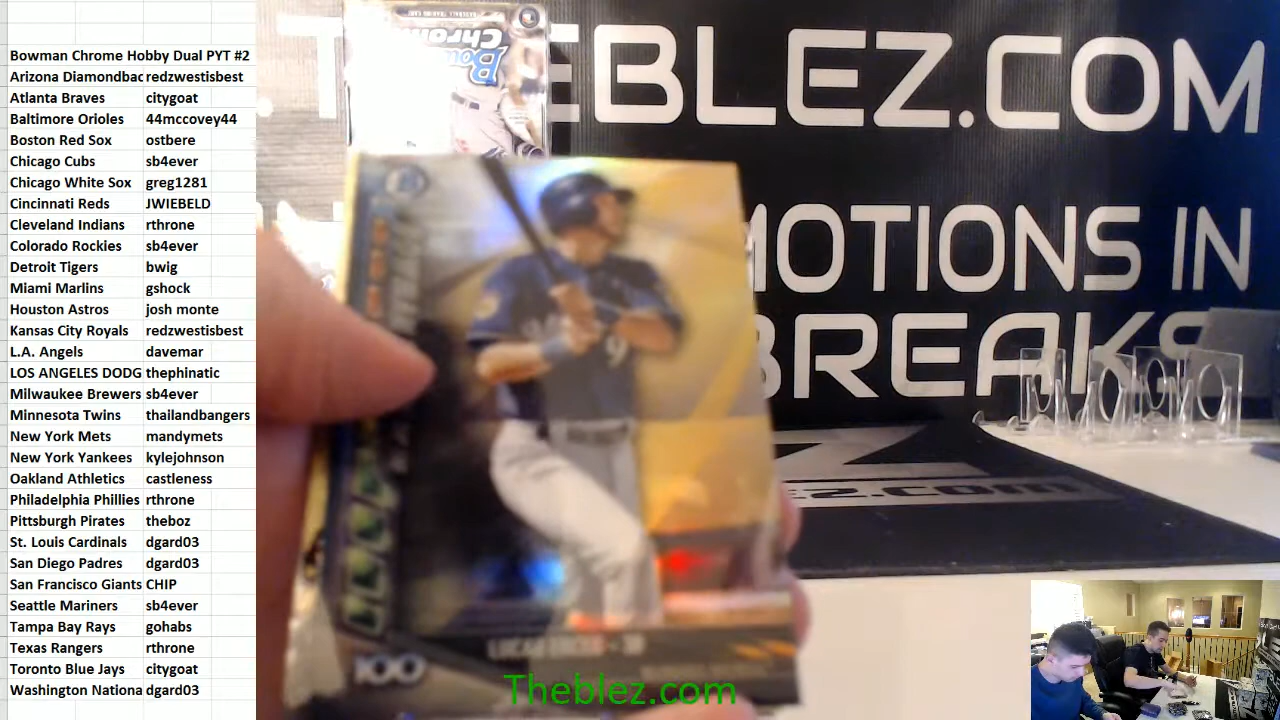 Bowman Chrome Hobby Dual PYT #2
Arizona Diamondbac redzwestisbest
Atlanta Braves citygoat
Baltimore Orioles 44mccovey44
Boston Red Sox ostbere
Chicago Cubs sb4ever
Chicago White Sox greg1281
Cincinnati Reds JWIEBELD
Cleveland Indians rthrone
Colorado Rockies sb4ever
Detroit Tigers bwig
Miami Marlins gshock
Houston Astros josh monte
Kansas City Royals redzwestisbest
L.A. Angels davemar
LOS ANGELES DODG thephinatic
Milwaukee Brewers sb4ever
Minnesota Twins thailandbangers
New York Mets mandymets
New York Yankees kylejohnson
Oakland Athletics castleness
Philadelphia Phillies rthrone
Pittsburgh Pirates theboz
St. Louis Cardinals dgard03
San Diego Padres dgard03
San Francisco Giants CHIP
Seattle Mariners sb4ever
Tampa Bay Rays gohabs
Texas Rangers rthrone
Toronto Blue Jays citygoat
Washington Nationa dgard03
EBLEZ.COM
MOTIONS IN
BREAKS
Chrome
9
100
Theblez.com